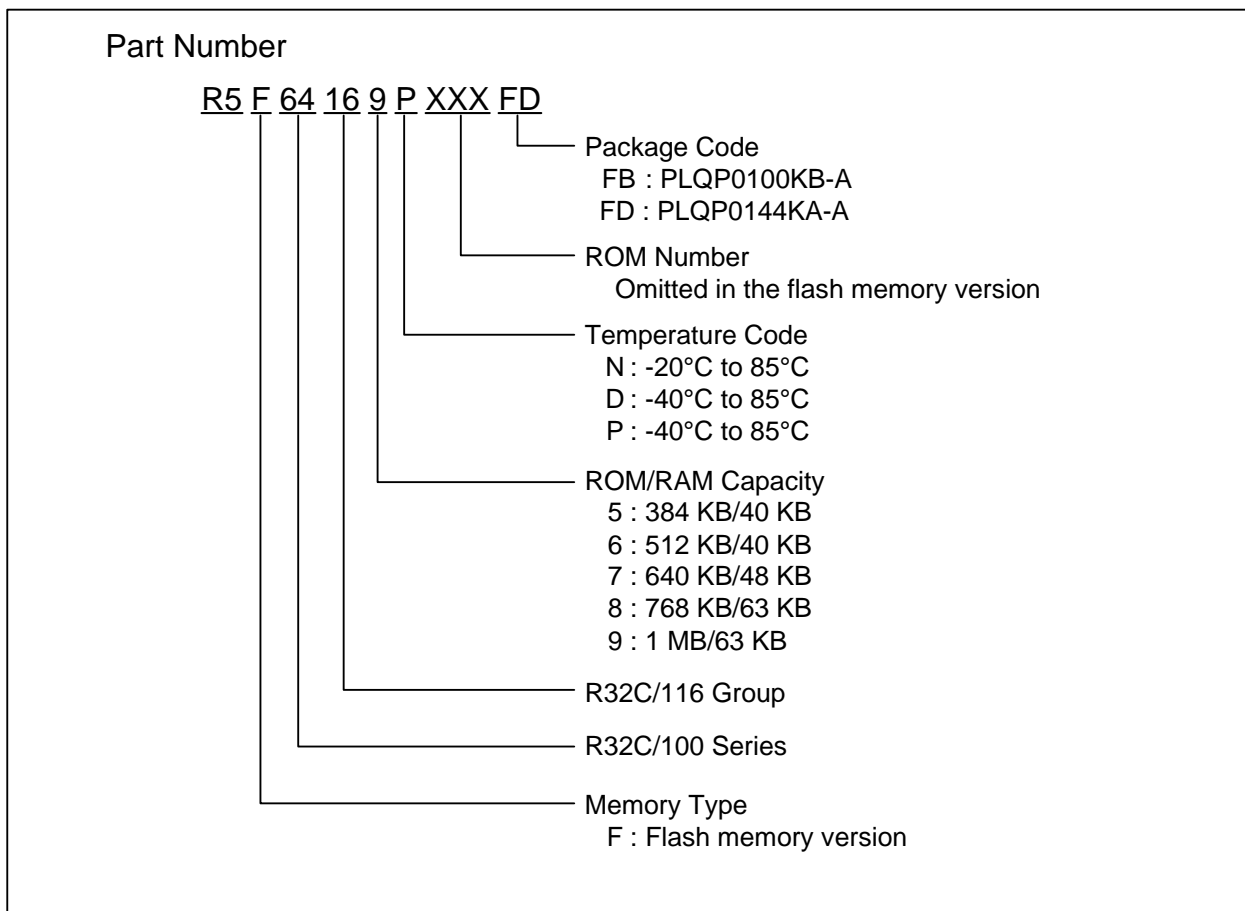 Part Number
R5 F 64 16 9 P XXX FD
Package Code
FB : PLQP0100KB-A
FD : PLQP0144KA-A
ROM Number
Omitted in the flash memory version
Temperature Code
N : -20°C to 85°C
D : -40°C to 85°C
P : -40°C to 85°C
ROM/RAM Capacity
5 : 384 KB/40 KB
6 : 512 KB/40 KB
7 : 640 KB/48 KB
8 : 768 KB/63 KB
9 : 1 MB/63 KB
R32C/116 Group
R32C/100 Series
Memory Type
F : Flash memory version